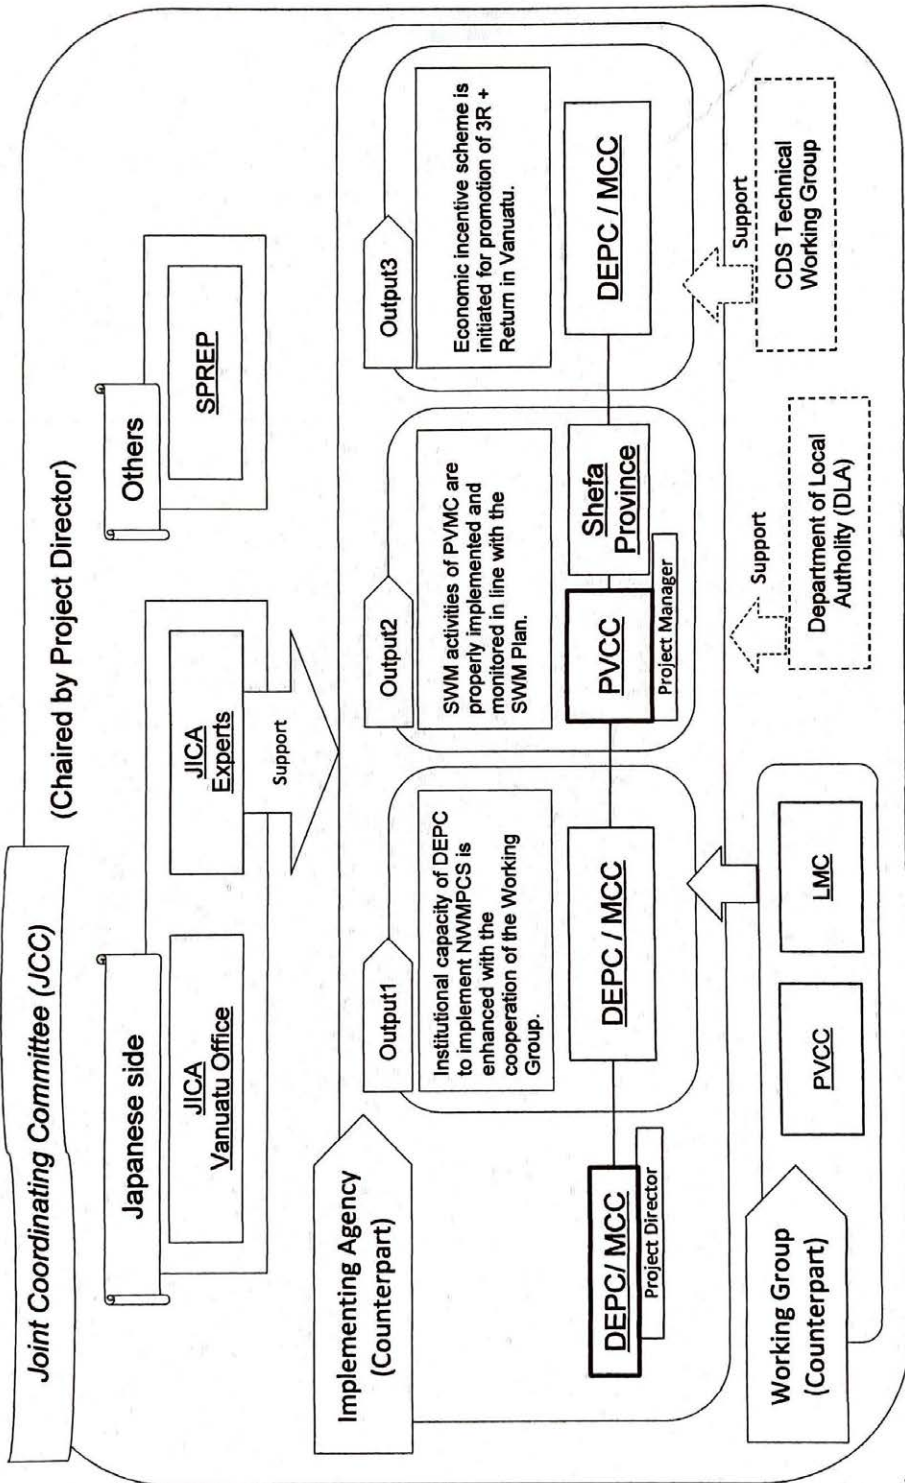 Joint Coordinating Committee (JCC)
(Chaired by Project Director)
Japanese side
JICA
Vanuatu Office
JICA
Experts
Support
Others
SPREP
Implementing Agency
(Counterpart)
Output1
Institutional capacity of DEPC
to implement NWMPCS is
enhanced with the
cooperation of the Working
Group.
DEPC / MCC
Output2
SWM activities of PVMC are
properly implemented and
monitored in line with the
SWM Plan.
PVCC
Project Manager
Shefa
Province
Output3
Economic incentive scheme is
initiated for promotion of 3R +
Return in Vanuatu.
DEPC / MCC
DEPC/ MCC
Project Director
Working Group
(Counterpart)
PVCC
LMC
Support
Department of Local
Autholity (DLA)
Support
CDS Technical
Working Group